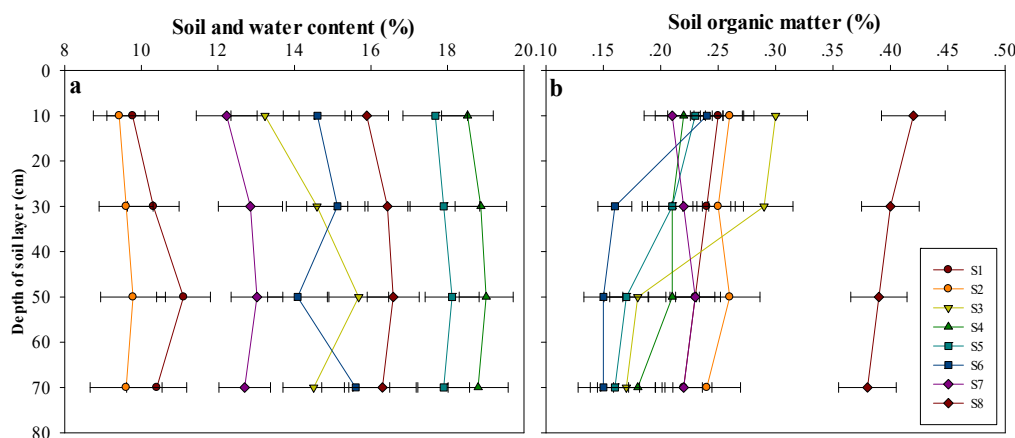 Soil and water content (%)
Soil organic matter (%)
8 10 12 14 16 18 20
.10 .15 .20 .25 .30 .35 .40 .45 .50
Depth of soil layer (cm)
0
10
20
30
40
50
60
70
80
a
b
S1
S2
S3
S4
S5
S6
S7
S8